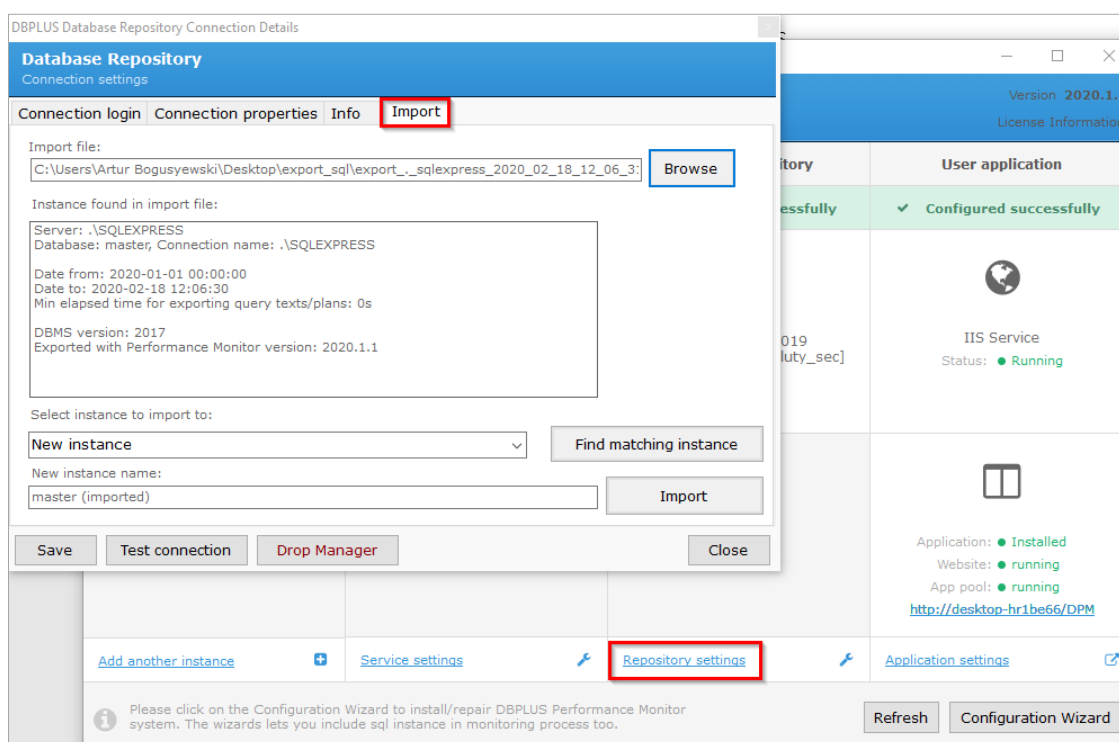 DBPLUS Database Repository Connection Details
Database Repository
Connection settings
Connection login Connection properties Info Import
Import file:
C:\Users\Artur Bogusyewski\Desktop\export_sql\export_._sqlexpress_2020_02_18_12_06_3 Browse
Instance found in import file:
Server: .\SQLEXPRESS
Database: master, Connection name: .\SQLEXPRESS
Date from: 2020-01-01 00:00:00
Date to: 2020-02-18 12:06:30
Min elapsed time for exporting query texts/plans: 0s
DBMS version: 2017
Exported with Performance Monitor version: 2020.1.1
Select instance to import to:
New instance Find matching instance
New instance name:
master (imported) Import
Save Test connection Drop Manager Close
Version 2020.1.
License Information
itory User application
essfully Configured successfully
019
luty_sec]
IIS Service
Status: Running
Application: Installed
Website: running
App pool: running
http://desktop-hr1be66/DPM
Add another instance Service settings Repository settings Application settings
Please click on the Configuration Wizard to install/repair DBPLUS Performance Monitor
system. The wizards lets you include sql instance in monitoring process too.
Refresh Configuration Wizard